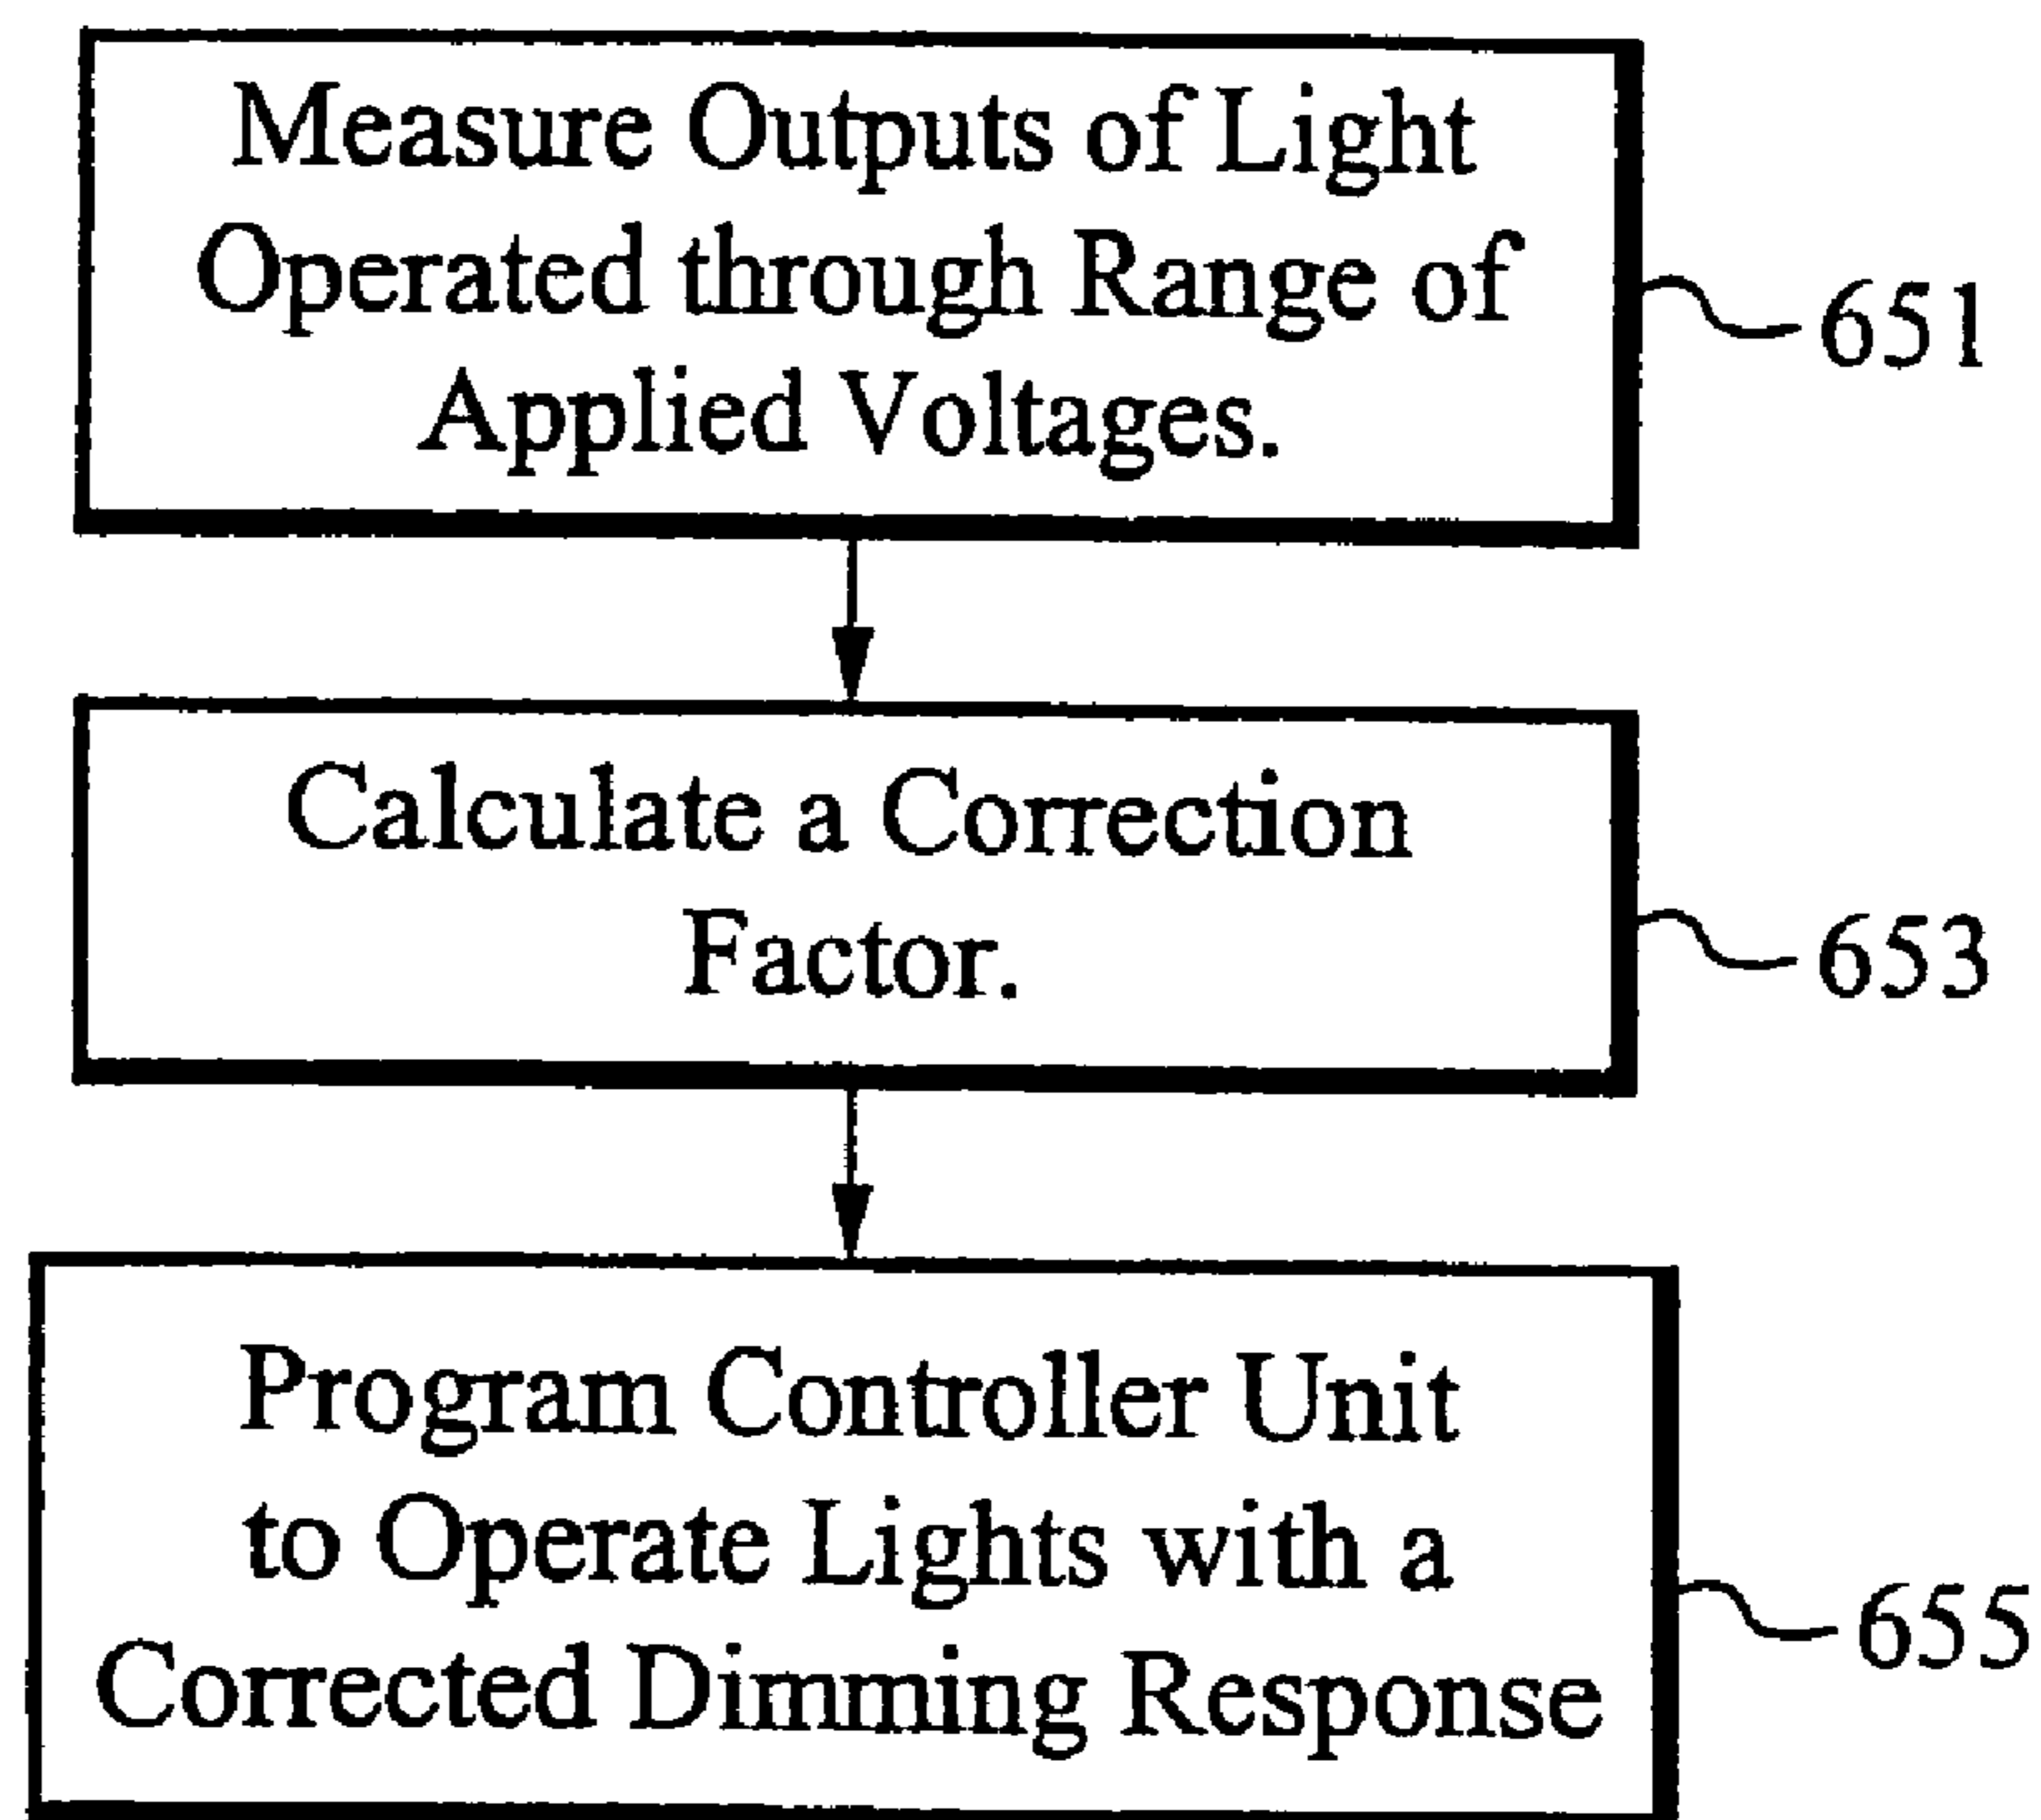 Measure Outputs of Light
Operated through Range of
Applied Voltages.
651
Calculate a Correction
Factor.
653
Program Controller Unit
to Operate Lights with a
Corrected Dimming Response
655